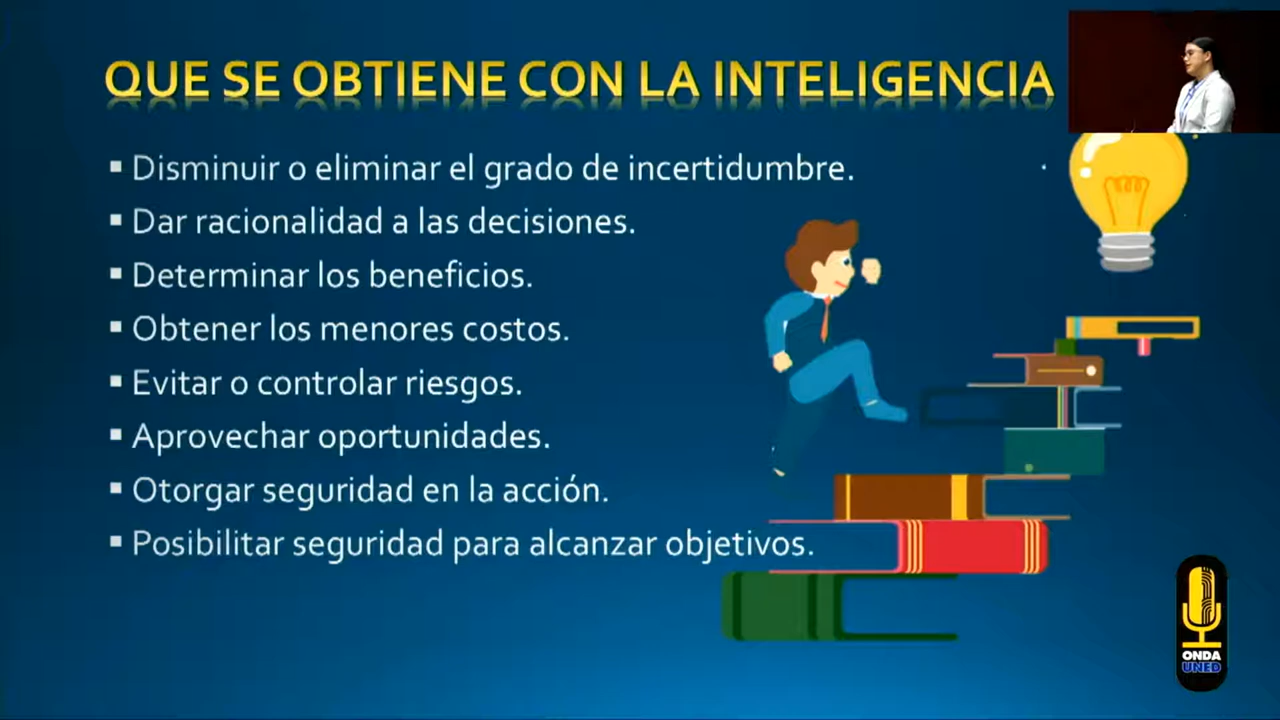 QUE SE OBTIENE CON LA INTELIGENCIA
▪ Disminuir o eliminar el grado de incertidumbre.
▪ Dar racionalidad a las decisiones.
▪ Determinar los beneficios.
▪ Obtener los menores costos.
▪ Evitar o controlar riesgos.
▪ Aprovechar oportunidades.
▪ Otorgar seguridad en la acción.
▪ Posibilitar seguridad para alcanzar objetivos.
ONDA
UNED